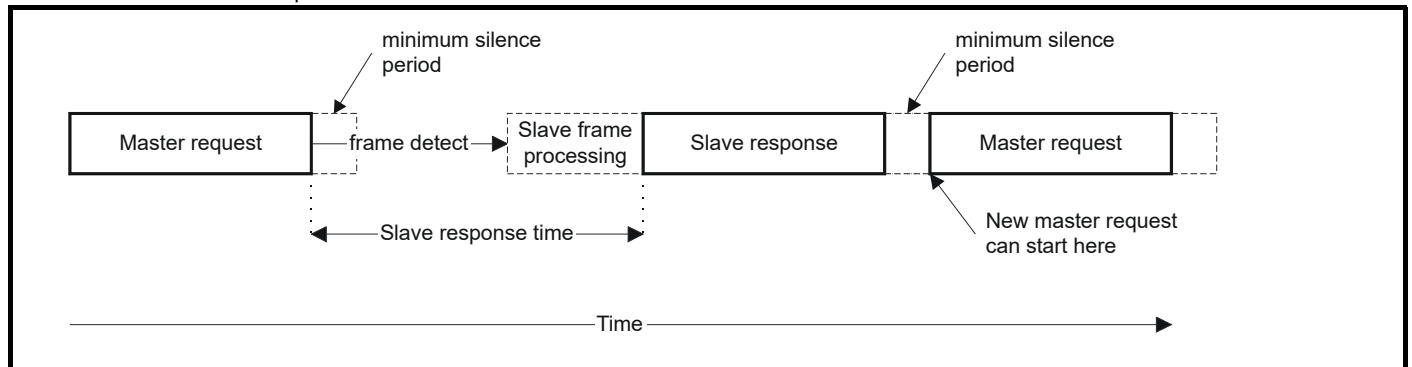 minimum silence
period
minimum silence
period
Master request
frame detect
Slave frame
processing
Slave response
Master request
Slave response time
New master request
can start here
Time